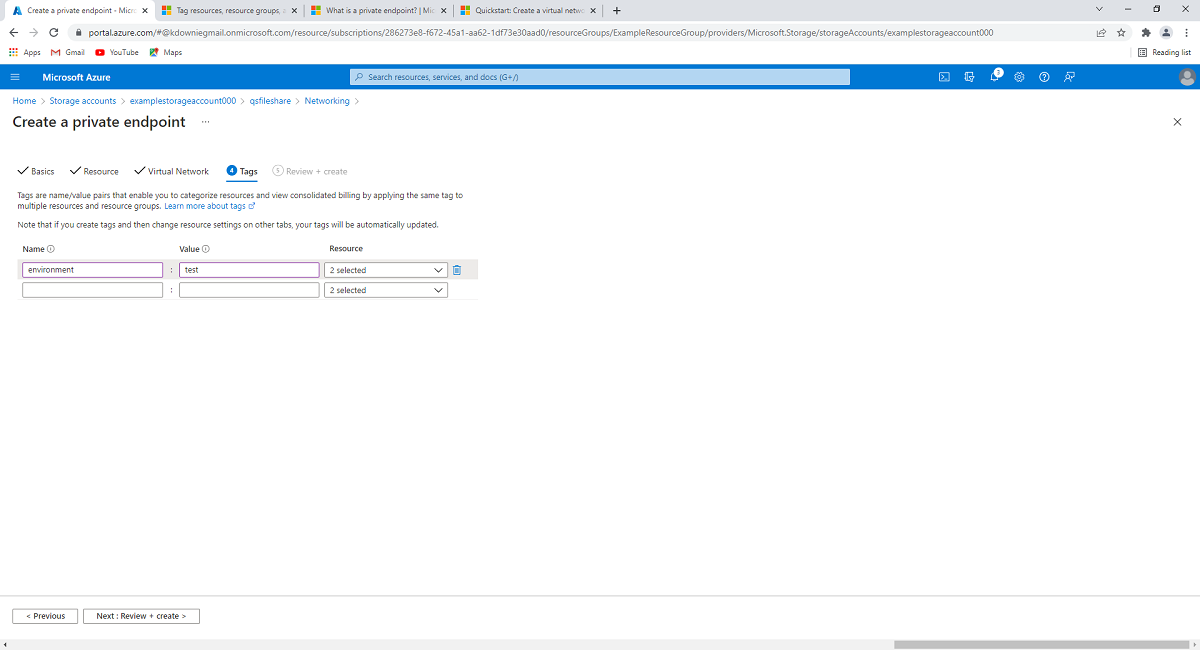 Create a private endpoint - Micro
Tag resources, resource groups, a
What is a private endpoint? | Mic
Quickstart: Create a virtual netwo
portal.azure.com/#@kdowniegmail.onmicrosoft.com/resource/subscriptions/286273e8-f672-45a1-aa62-1df73e30aad0/resourceGroups/ExampleResourceGroup/providers/Microsoft.Storage/storageAccounts/examplestorageaccount000
Apps Gmail YouTube Maps Reading list
Microsoft Azure Search resources, services, and docs (G+/) 3
Home > Storage accounts > examplestorageaccount000 > qsfileshare > Networking >
Create a private endpoint ...
Basics Resource Virtual Network 4 Tags 5 Review + create
Tags are name/value pairs that enable you to categorize resources and view consolidated billing by applying the same tag to
multiple resources and resource groups. Learn more about tags
Note that if you create tags and then change resource settings on other tabs, your tags will be automatically updated.
Name Value Resource
environment : test 2 selected
: 2 selected
< Previous Next : Review + create >